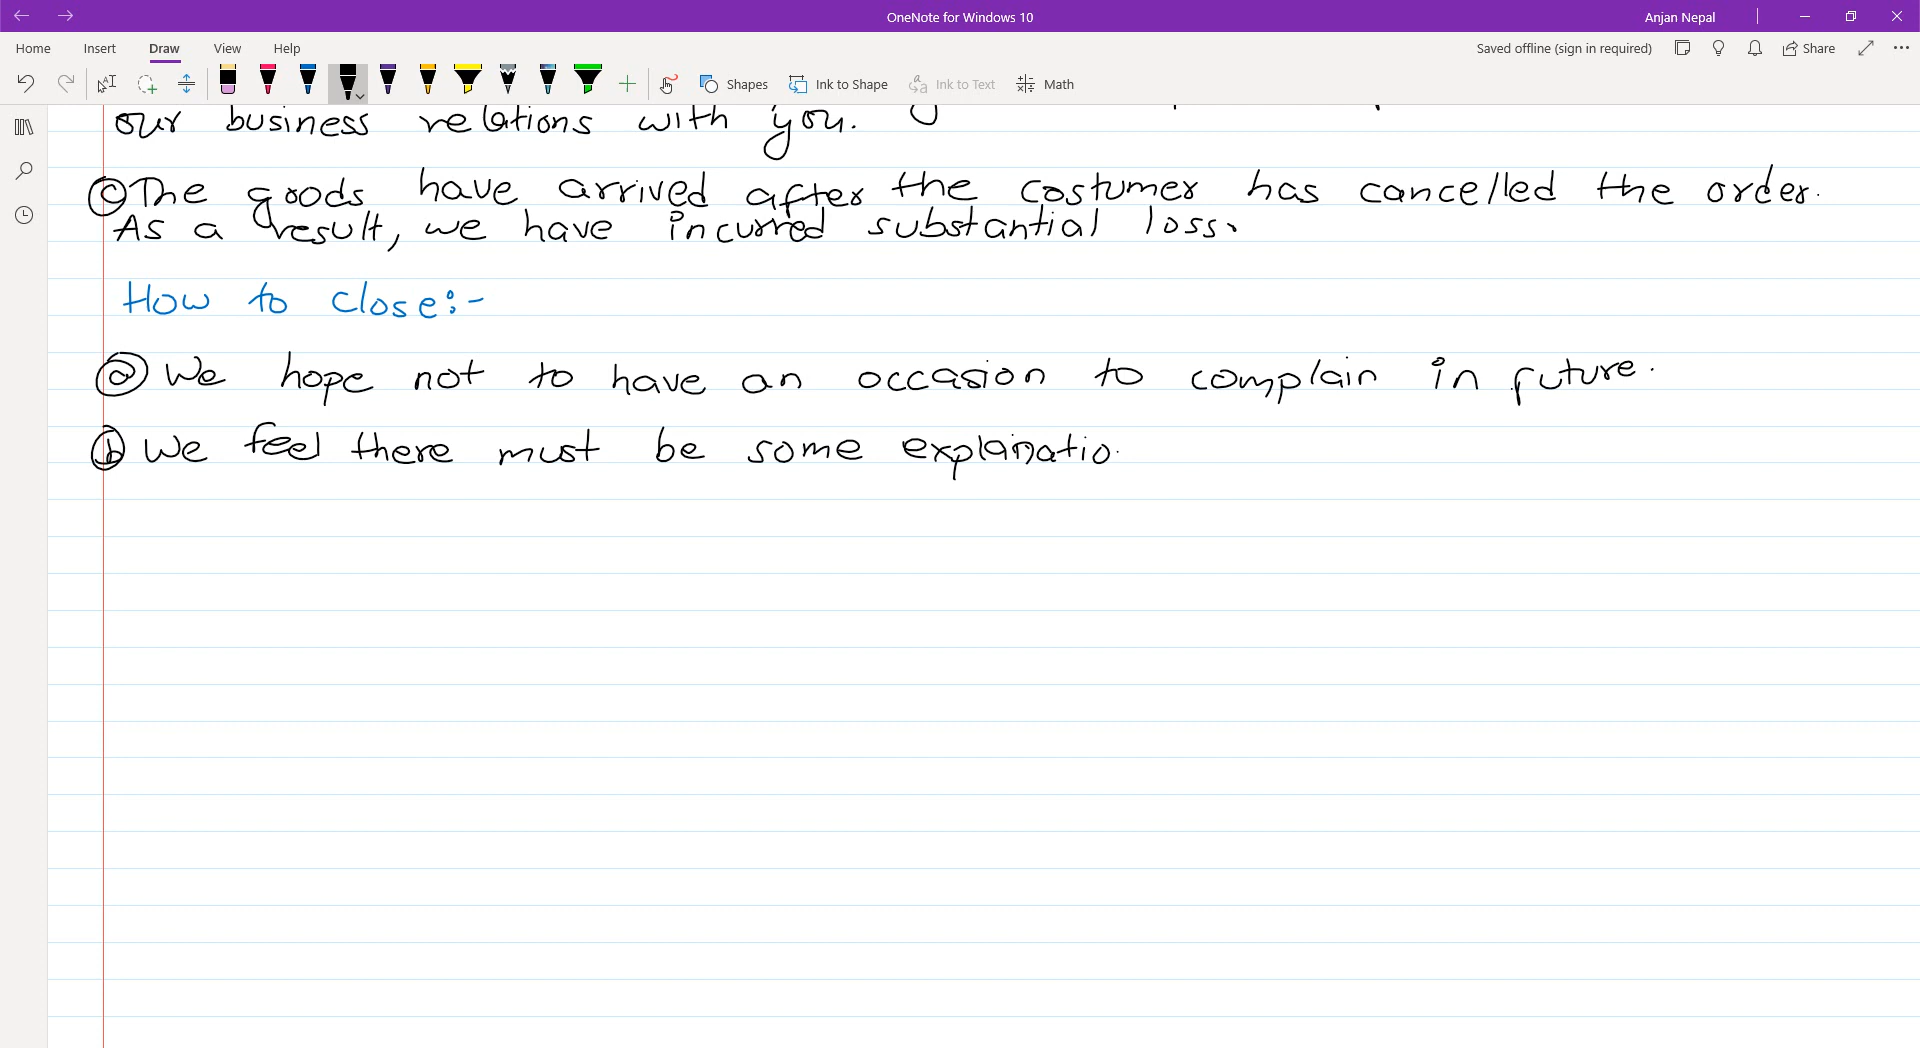 OneNote for Windows 10
Anjan Nepal
Home Insert Draw View Help
Saved offline (sign in required) Share
Shapes Ink to Shape Ink to Text Math
our business relations with you.
(c) The goods have arrived after the costumer has cancelled the order.
As a result, we have incurred substantial loss.
How to close:-
(a) We hope not to have an occasion to complain in future.
(b) We feel there must be some explainatio